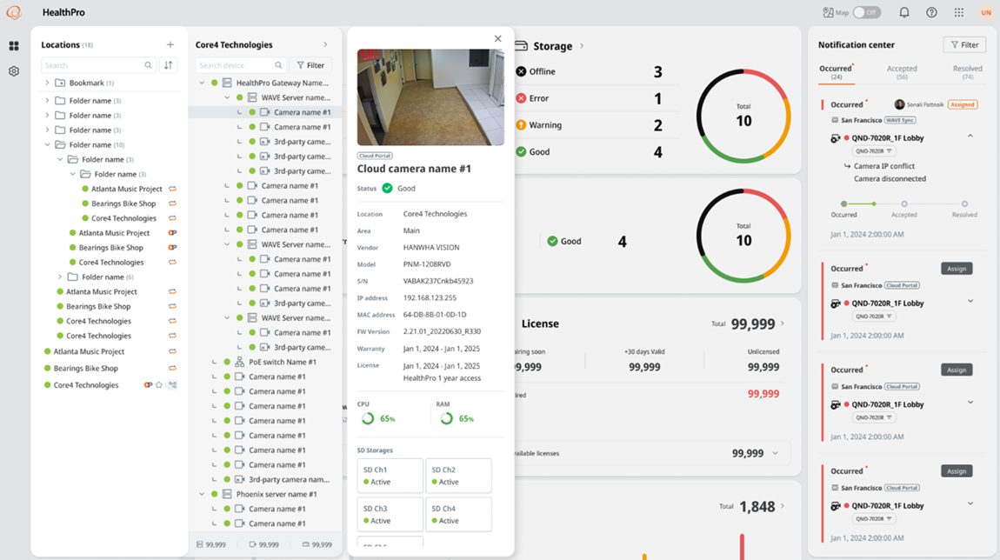 HealthPro
Map Off
UN
Locations (18)
Search
Bookmark (1)
Folder name (3)
Folder name (3)
Folder name (3)
Folder name (10)
Folder name (3)
Folder name (3)
Atlanta Music Project
Bearings Bike Shop
Core4 Technologies
Atlanta Music Project
Bearings Bike Shop
Core4 Technologies
Folder name (6)
Atlanta Music Project
Bearings Bike Shop
Core4 Technologies
Core4 Technologies
Atlanta Music Project
Bearings Bike Shop
Core4 Technologies
Core4 Technologies
Search device
Filter
HealthPro Gateway Name...
WAVE Server name...
Camera name #1
Camera name #1
3rd-party came...
3rd-party came...
3rd-party came...
Camera name #1
Camera name #1
Camera name #1
Camera name #1
WAVE Server name...
Camera name #1
Camera name #1
Camera name #1
3rd-party came...
WAVE Server name...
Camera name #1
3rd-party came...
PoE switch Name #1
Camera name #1
Camera name #1
Camera name #1
Camera name #1
Camera name #1
Camera name #1
Camera name #1
3rd-party camera nam...
Phoenix server name #1
Camera name #1
Camera name #1
99,999 99,999 99,999
Cloud Portal
Cloud camera name #1
Status Good
Location Core4 Technologies
Area Main
Vendor HANWHA VISION
Model PNM-1208RVD
S/N VABAK237Cnkb45923
IP address 192.168.123.255
MAC address 64-DB-8B-01-0D-1D
FW Version 2.21.01_20220630_R330
Warranty Jan 1, 2024 - Jan 1, 2025
License Jan 1, 2024 - Jan 1, 2025
HealthPro 1 year access
CPU RAM
65% 65%
SD Storages
SD Ch1 SD Ch2
Active Active
SD Ch3 SD Ch4
Active Active
Storage
Offline 3
Error 1
Warning 2
Good 4
Total
10
Good 4
Total
10
License Total 99,999
piring soon +30 days Valid Unlicensed
99,999 99,999 99,999
ired 99,999
vailable licenses 99,999
Total 1,848
Notification center Filter
Occurred Accepted Resolved
(24) (56) (74)
Occurred Sonali Pattnaik Assigned
San Francisco WAVE Sync
QND-7020R_1F Lobby
QNO-7020R
Camera IP conflict
Camera disconnected
Occurred Accepted Resolved
Jan 1, 2024 2:00:00 AM
Occurred Assign
San Francisco Cloud Portal
QND-7020R_1F Lobby
QNO-7020R
Jan 1, 2024 2:00:00 AM
Occurred Assign
San Francisco Cloud Portal
QND-7020R_1F Lobby
QNO-7020R
Jan 1, 2024 2:00:00 AM
Occurred Assign
San Francisco Cloud Portal
QND-7020R_1F Lobby
QNO-7020R
Jan 1, 2024 2:00:00 AM